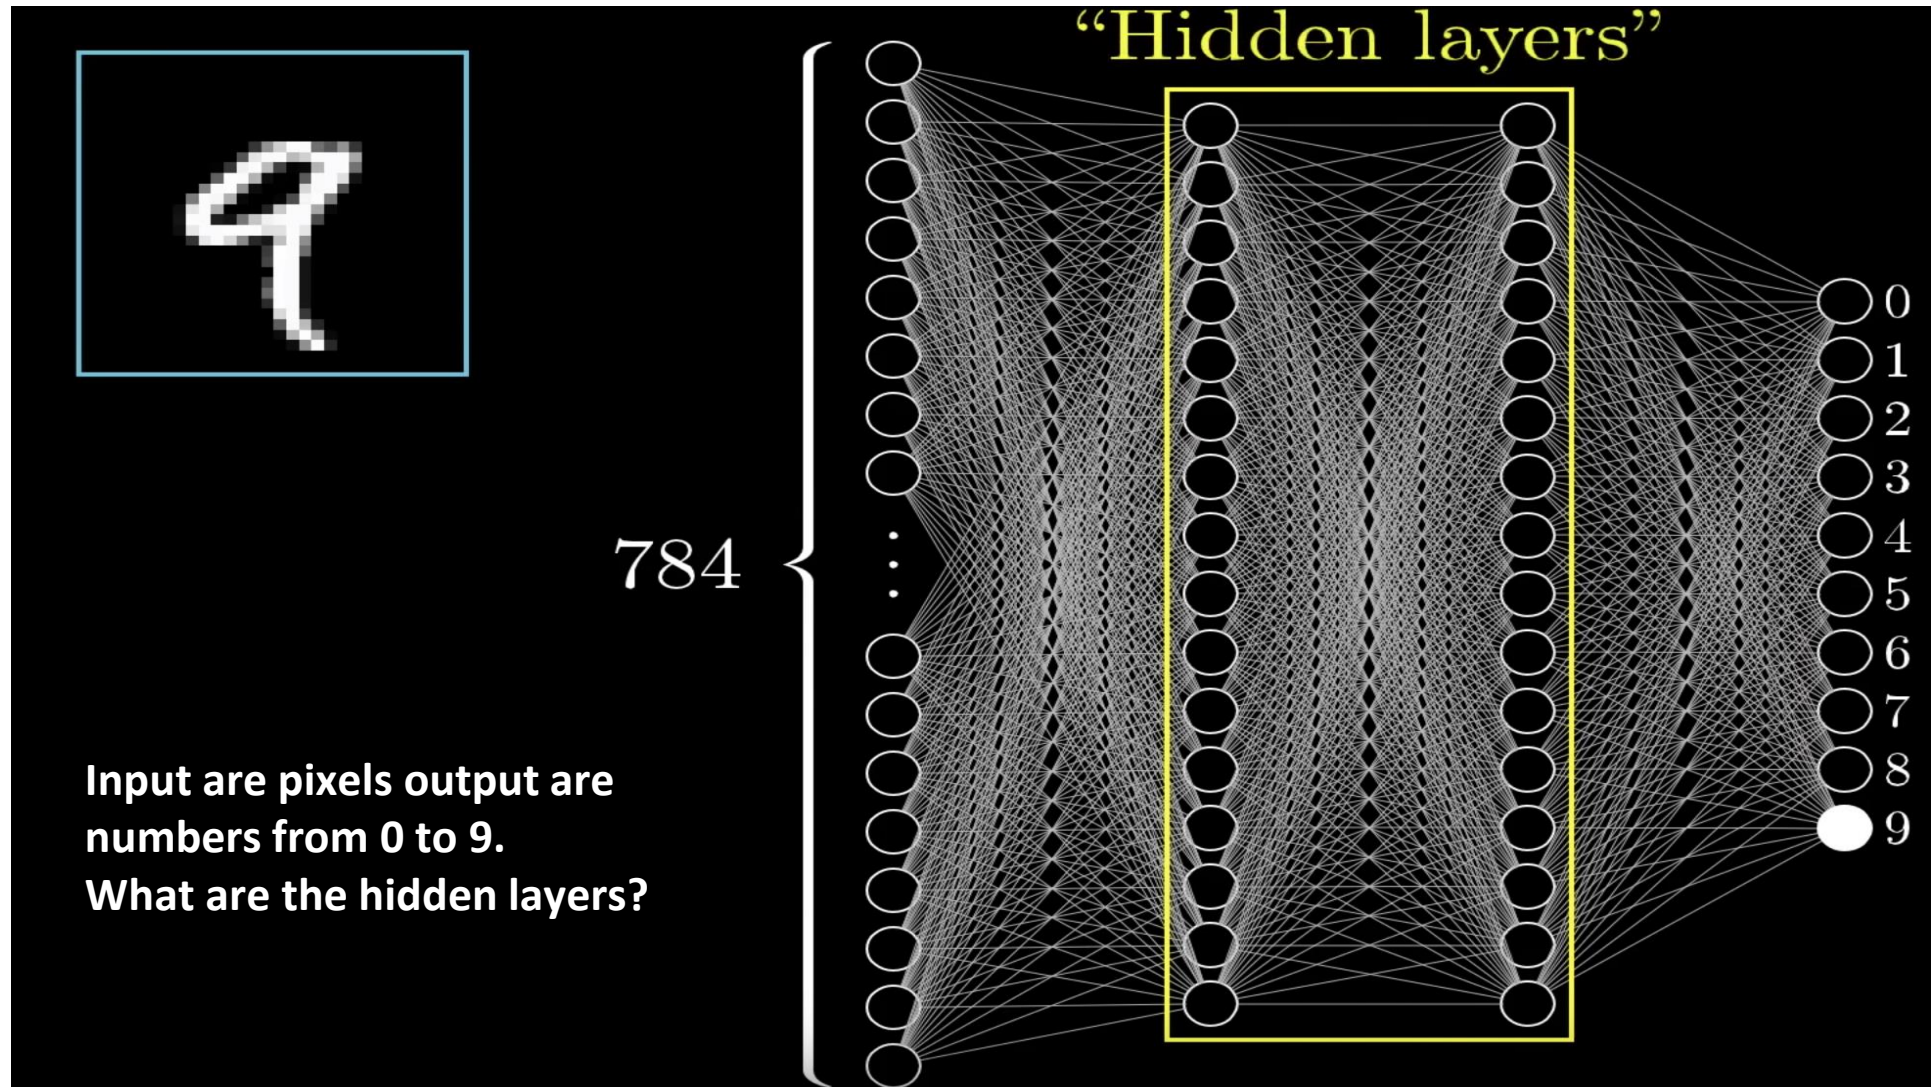 “Hidden layers”
784
0
1
2
3
4
5
6
7
8
9
Input are pixels output are
numbers from 0 to 9.
What are the hidden layers?